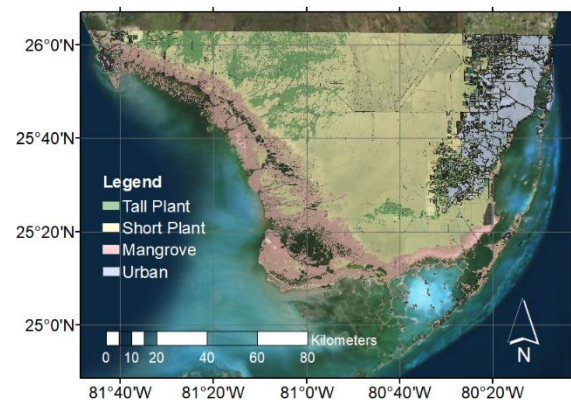 26°0'N
25°40'N
25°20'N
25°0'N
Legend
Tall Plant
Short Plant
Mangrove
Urban
Kilometers
0 10 20 40 60 80
N
81°40'W 81°20'W 81°0'W 80°40'W 80°20'W